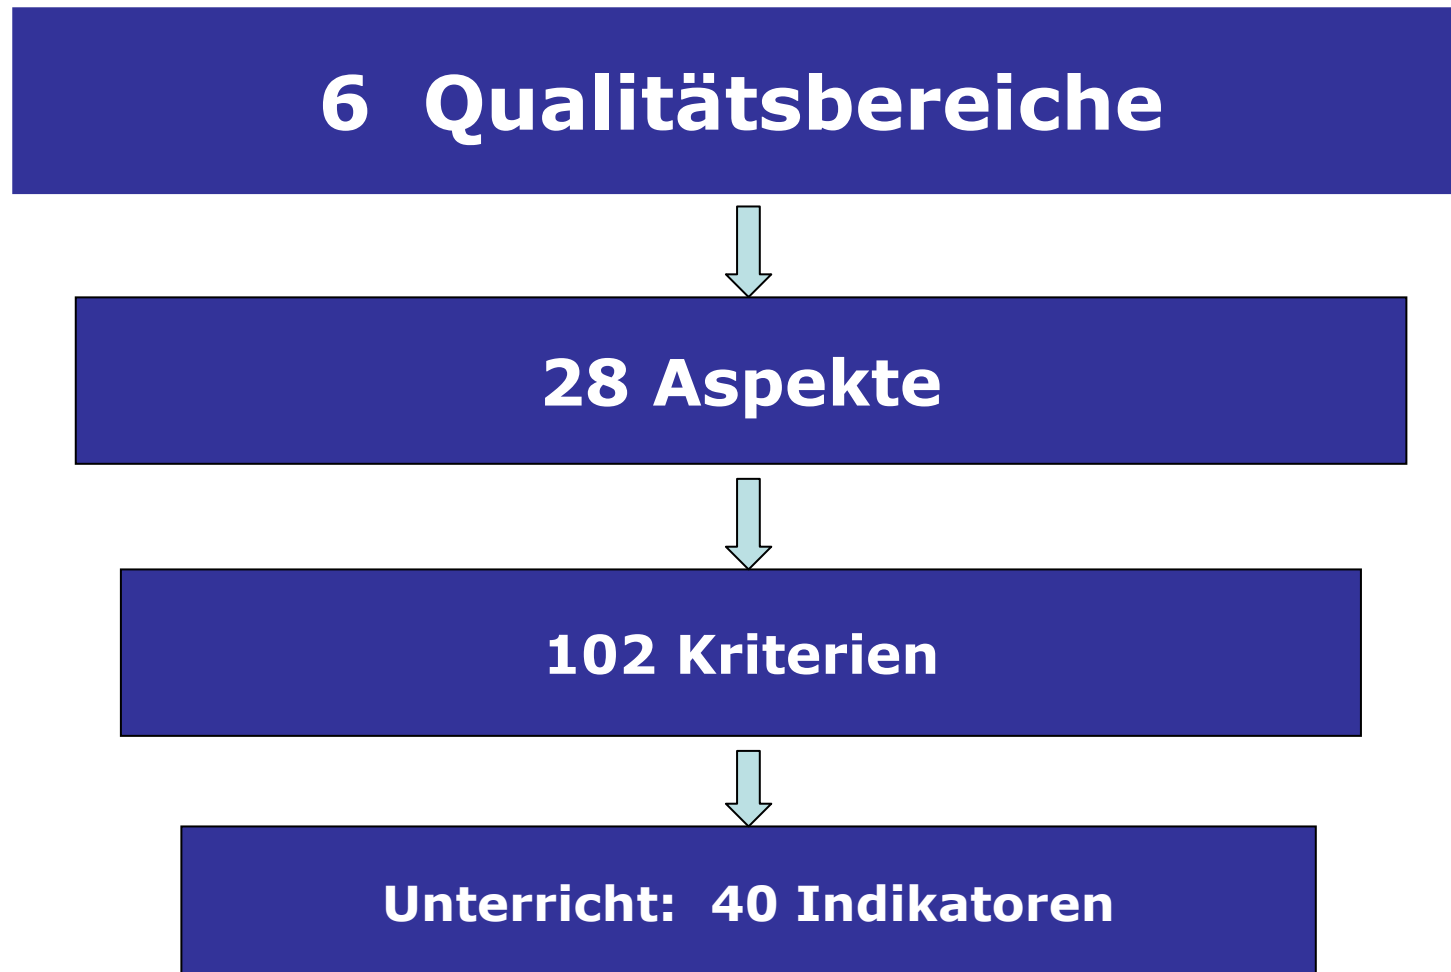 6 Qualitätsbereiche
28 Aspekte
102 Kriterien
Unterricht: 40 Indikatoren